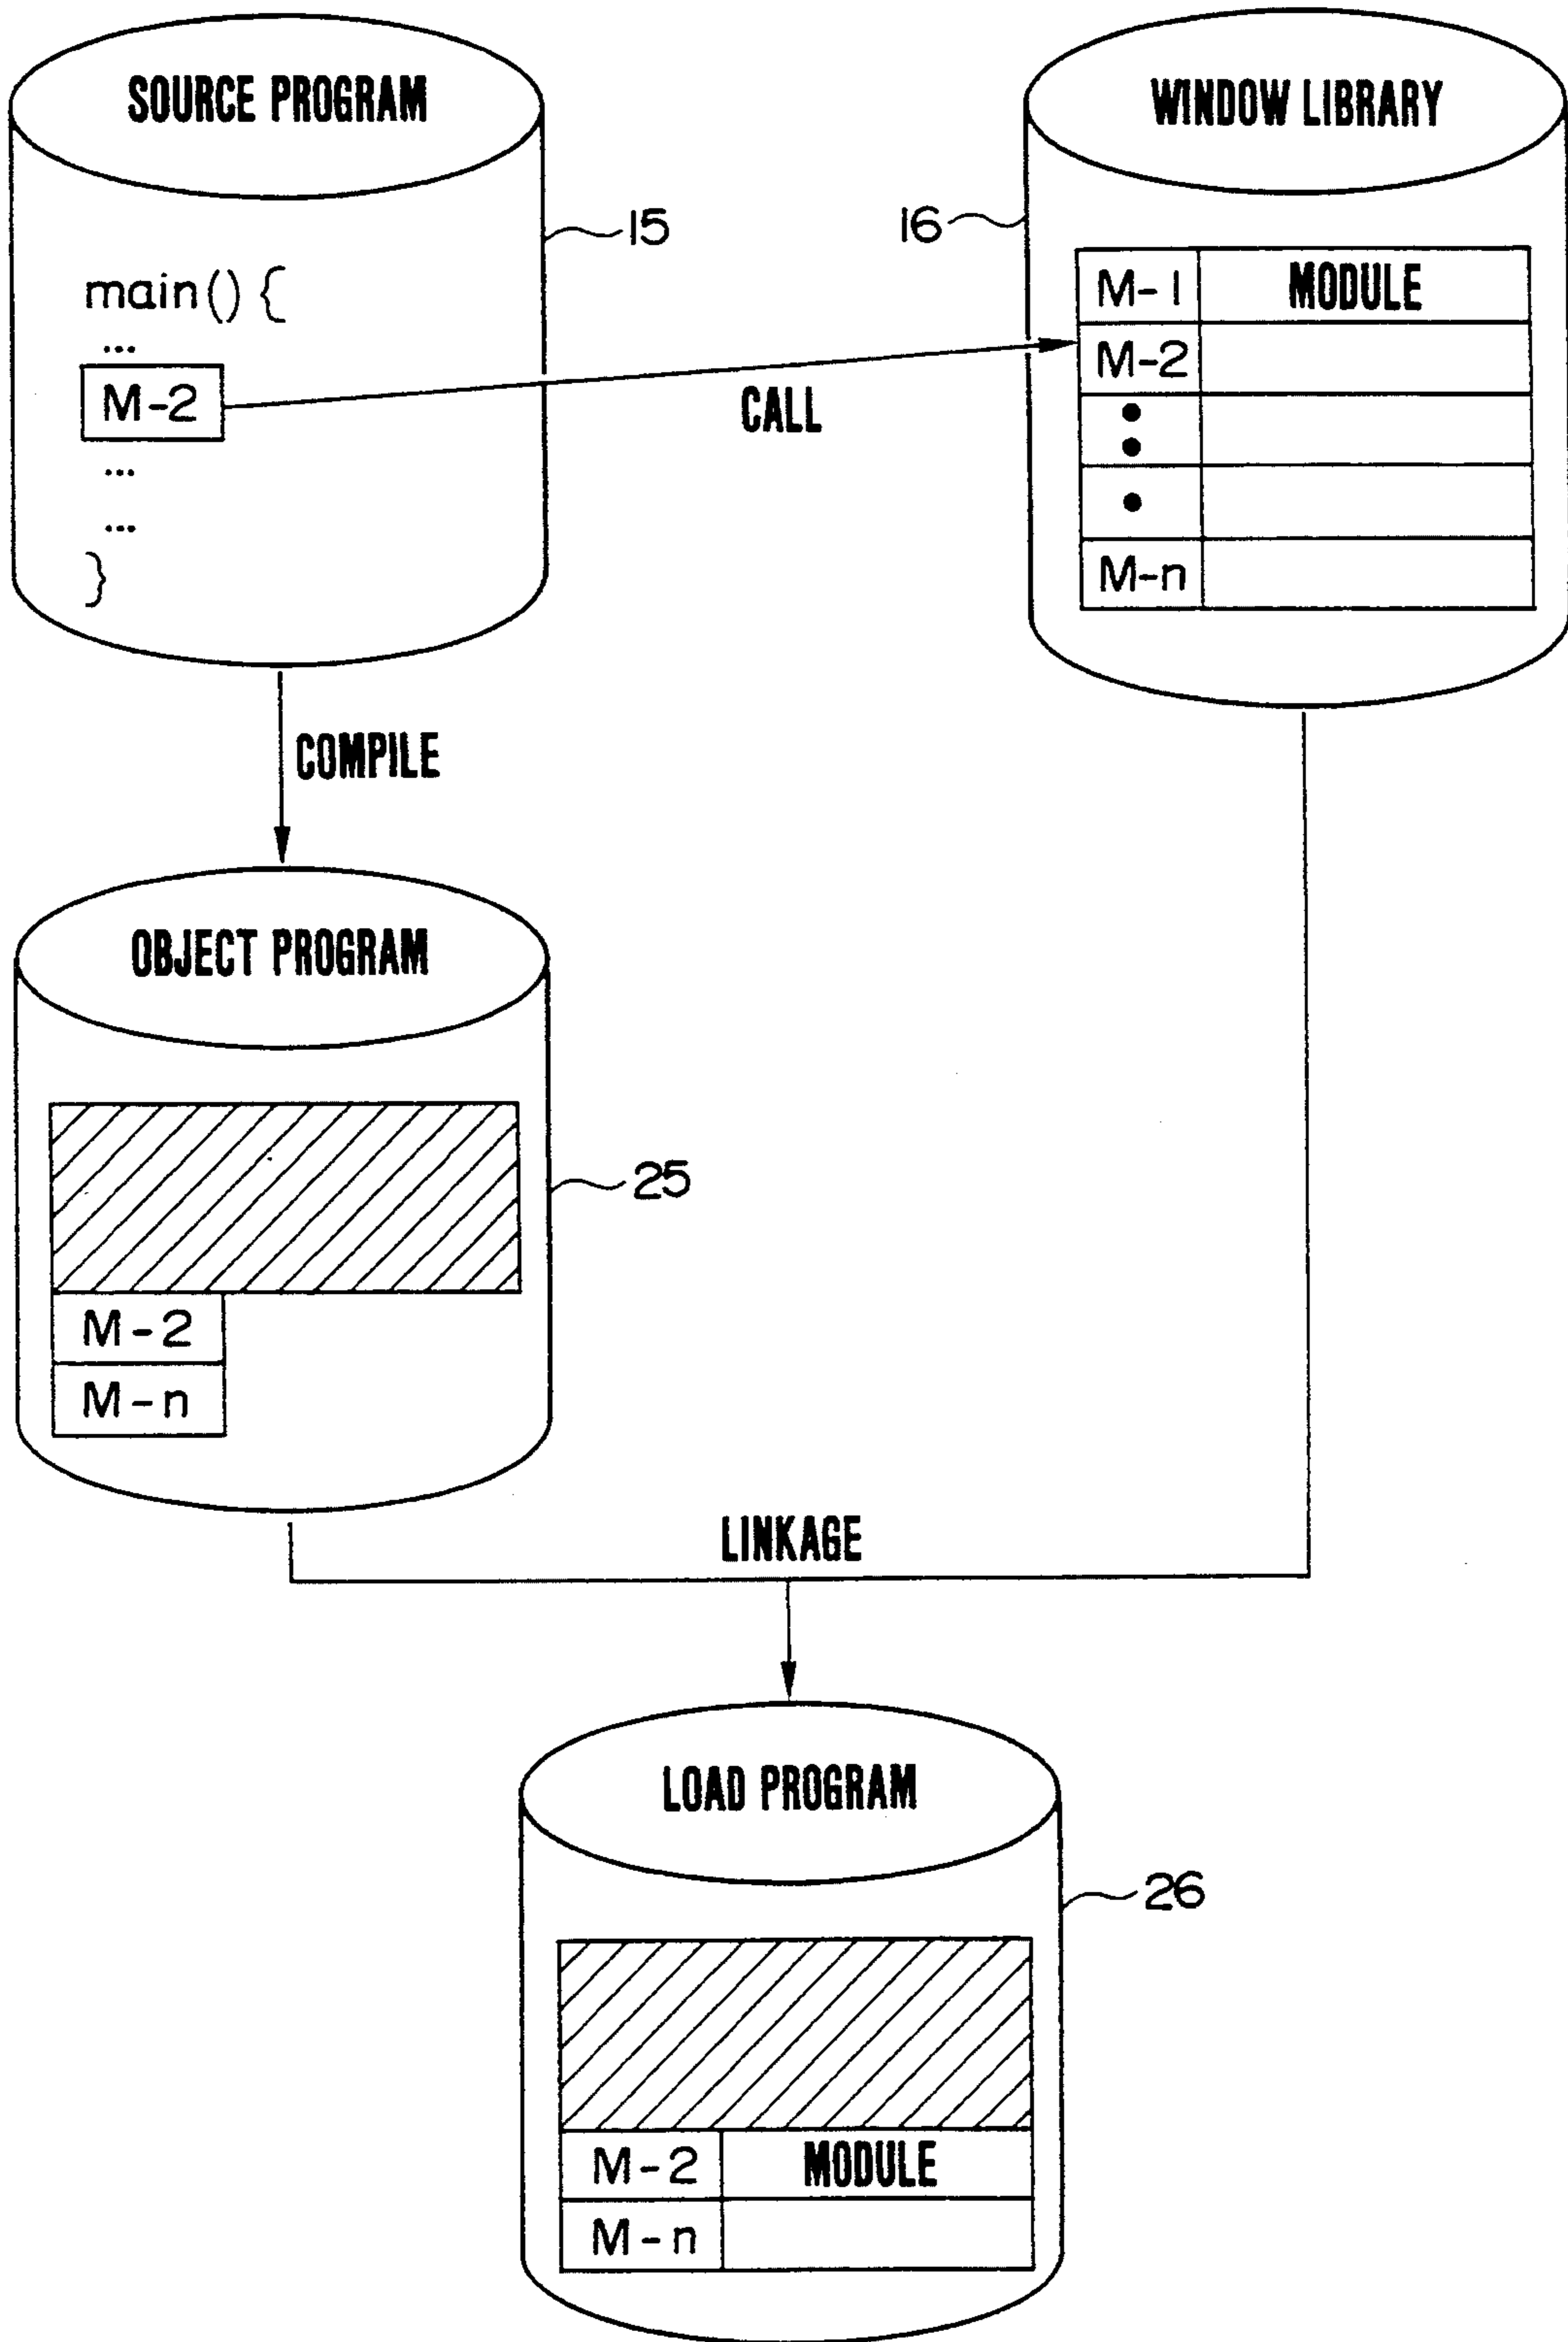 SOURCE PROGRAM
15
main() {
...
M-2
...
...
}
CALL
WINDOW LIBRARY
16
M-1 MODULE
M-2
M-n
COMPILE
OBJECT PROGRAM
25
M-2
M-n
LINKAGE
LOAD PROGRAM
26
M-2 MODULE
M-n